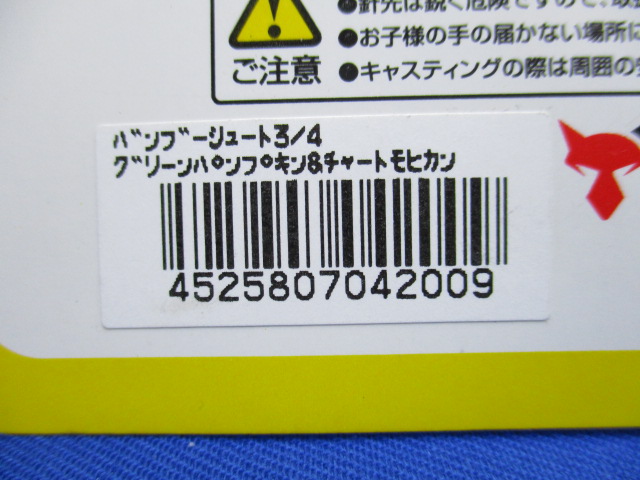 ●針先は鋭く危険ですので、取扱
●お子様の手の届かない場所に
ご注意
●キャスティングの際は周囲の安
バンブーシュート3/4
グリーンパンプキン&チャートモヒカン
4525807042009